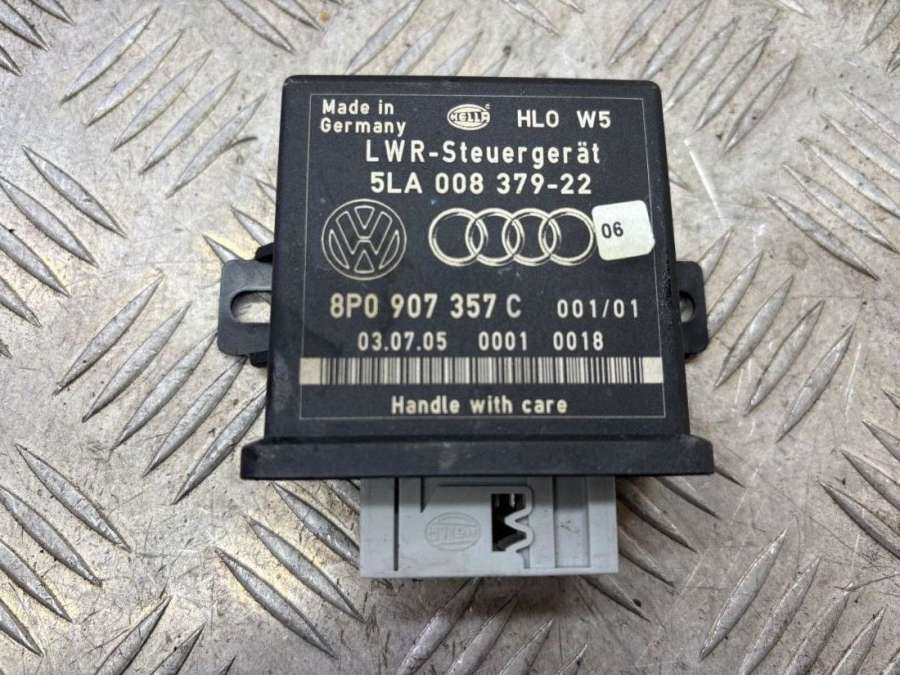 Made in HELLA HL0 W5
Germany
LWR-Steuergerät
5LA 008 379-22
06
8P0 907 357 C 001/01
03.07.05 0001 0018
Handle with care
HELLA